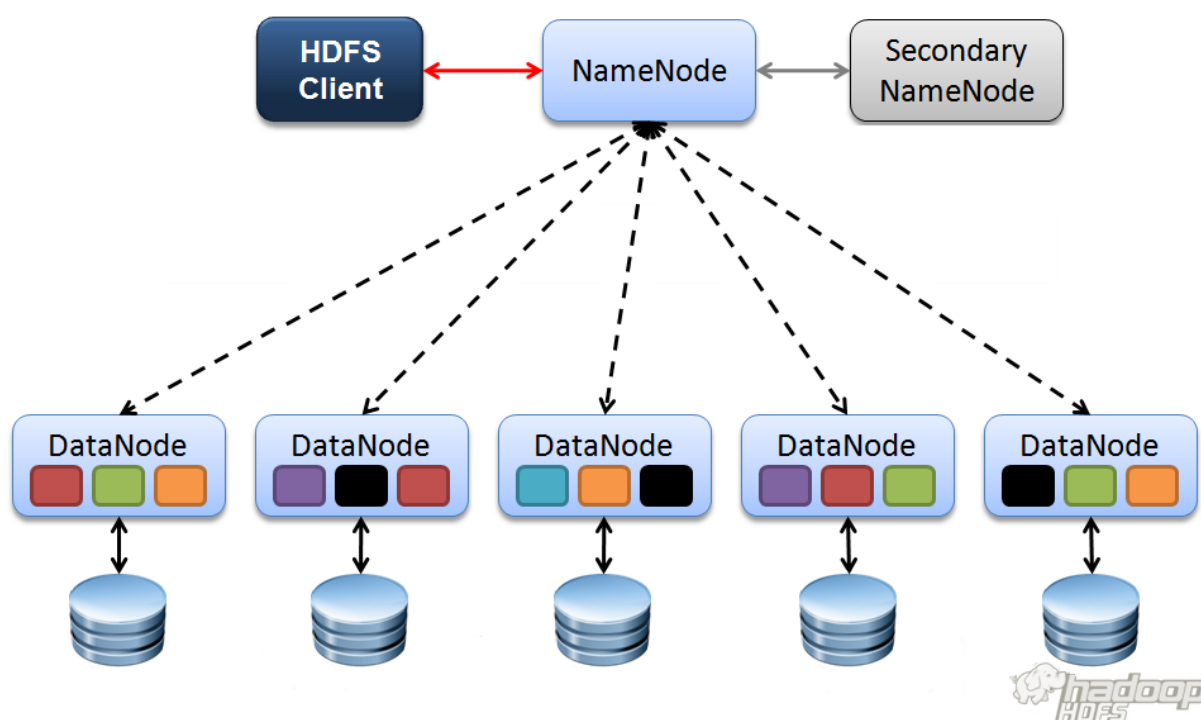 HDFS
Client
NameNode
Secondary
NameNode
DataNode
DataNode
DataNode
DataNode
DataNode
hadoop
HDFS